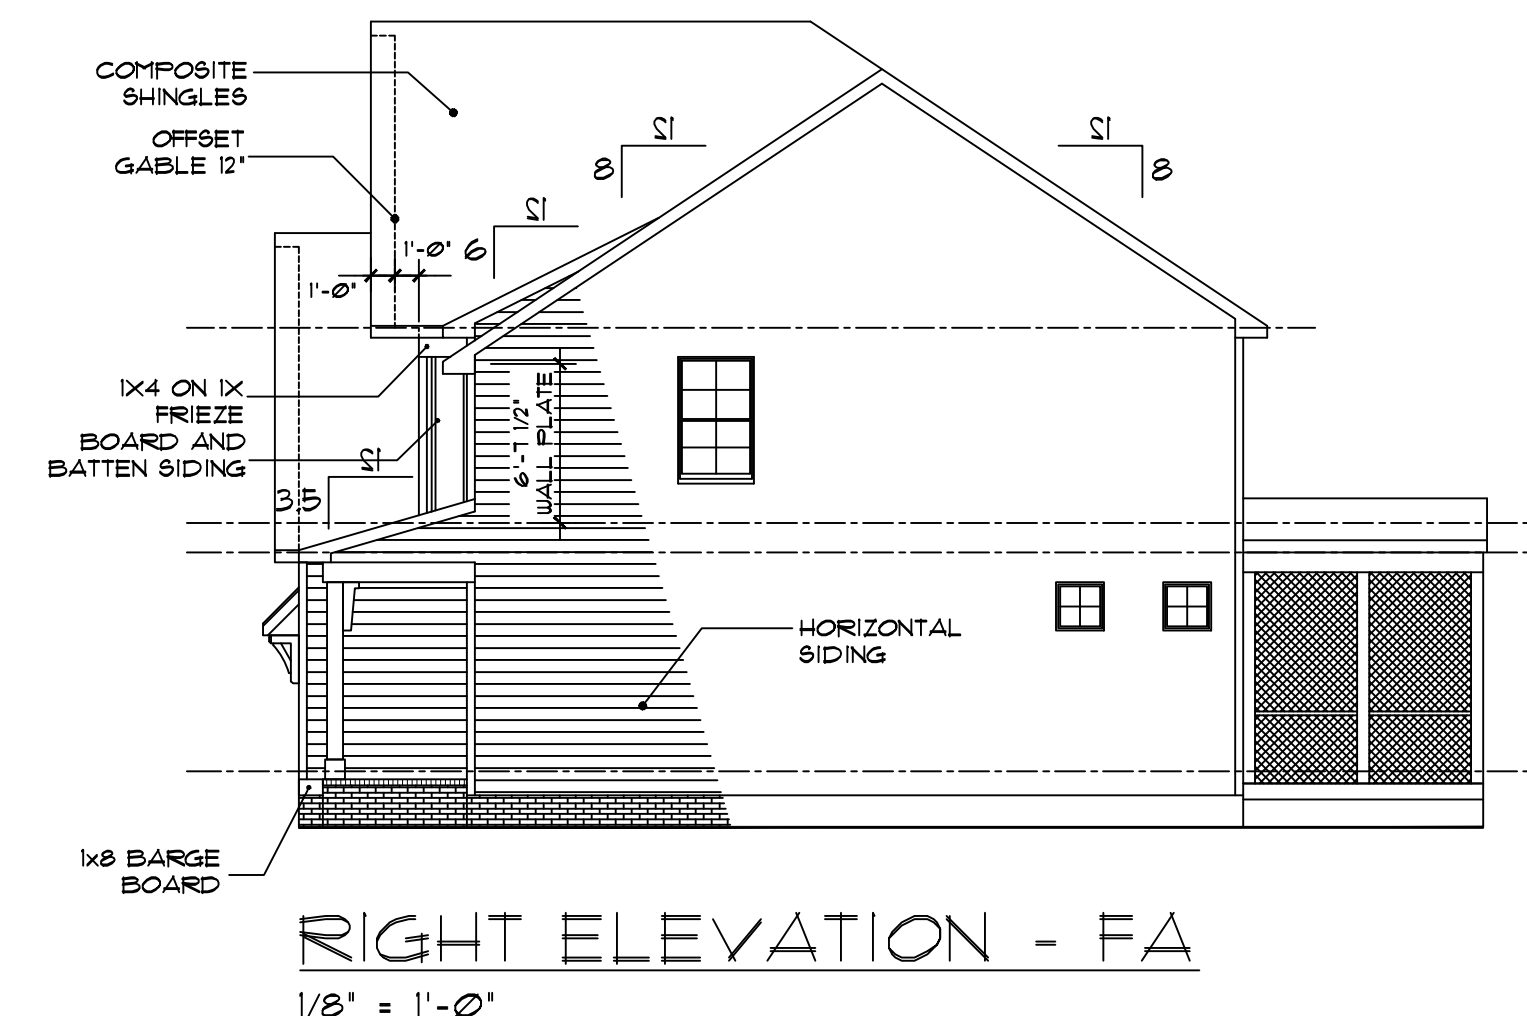 COMPOSITE
SHINGLES
OFFSET
GABLE 12"
12
8
12
8
12
6
1'-0"
1'-0"
1X4 ON 1X
FRIEZE
BOARD AND
BATTEN SIDING
12
3.5
6'-7 1/2"
WALL PLATE
HORIZONTAL
SIDING
1x8 BARGE
BOARD
RIGHT ELEVATION - FA
1/8" = 1'-0"